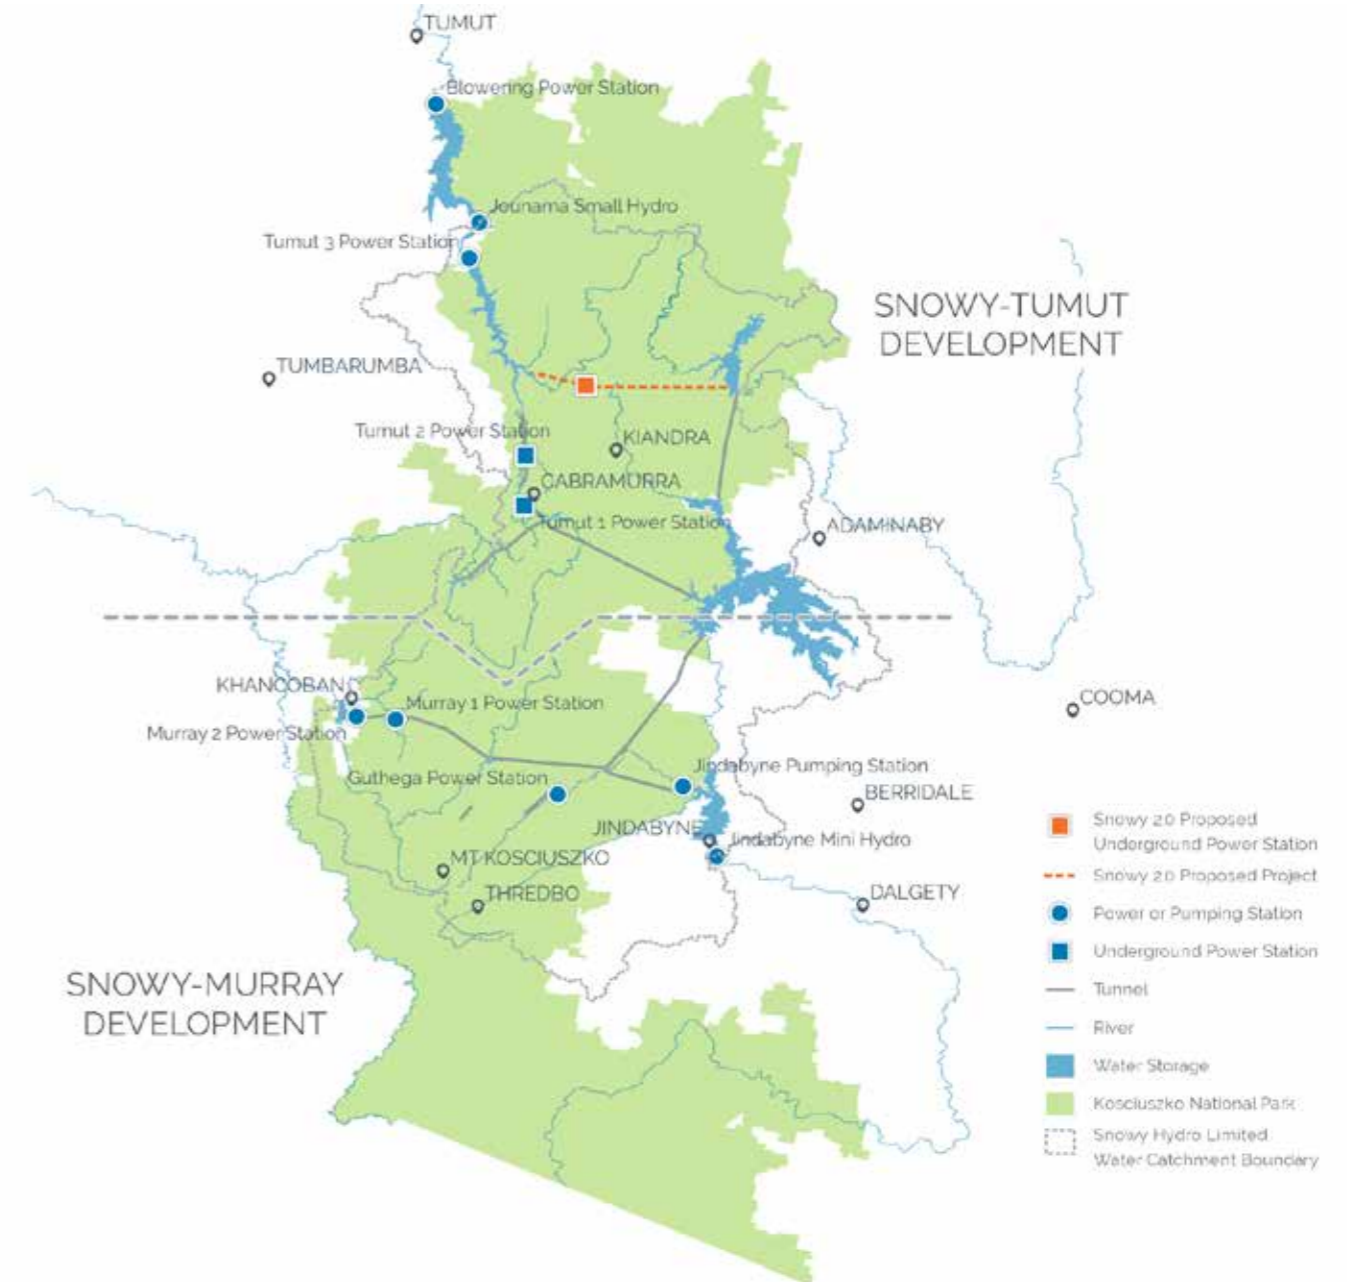 TUMUT
Blowering Power Station
Jounama Small Hydro
Tumut 3 Power Station
SNOWY-TUMUT
DEVELOPMENT
TUMBARUMBA
Tumut 2 Power Station
KIANDRA
CABRAMURRA
Tumut 1 Power Station
ADAMINABY
KHANCOBAN
Murray 1 Power Station
COOMA
Murray 2 Power Station
Jindabyne Pumping Station
Guthega Power Station
BERRIDALE
JINDABYNE
Jindabyne Mini Hydro
MT KOSCIUSZKO
THREDBO
DALGETY
SNOWY-MURRAY
DEVELOPMENT
Snowy 2.0 Proposed
Underground Power Station
Snowy 2.0 Proposed Project
Power or Pumping Station
Underground Power Station
Tunnel
River
Water Storage
Kosciuszko National Park
Snowy Hydro Limited
Water Catchment Boundary